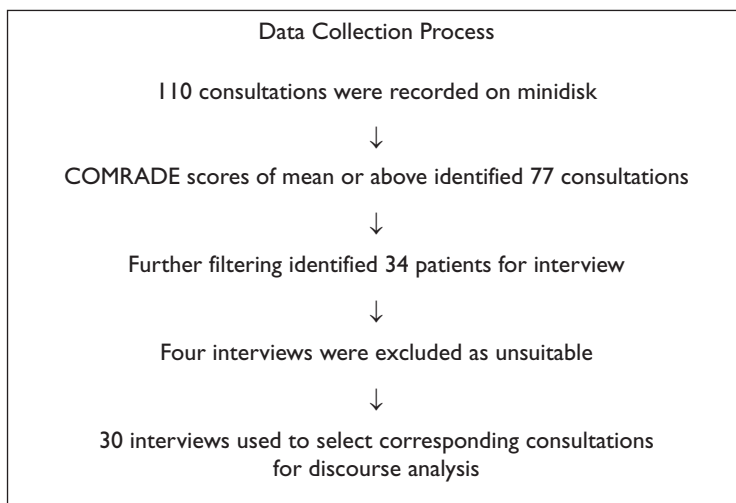 Data Collection Process
110 consultations were recorded on minidisk
↓
COMRADE scores of mean or above identified 77 consultations
↓
Further filtering identified 34 patients for interview
↓
Four interviews were excluded as unsuitable
↓
30 interviews used to select corresponding consultations
for discourse analysis